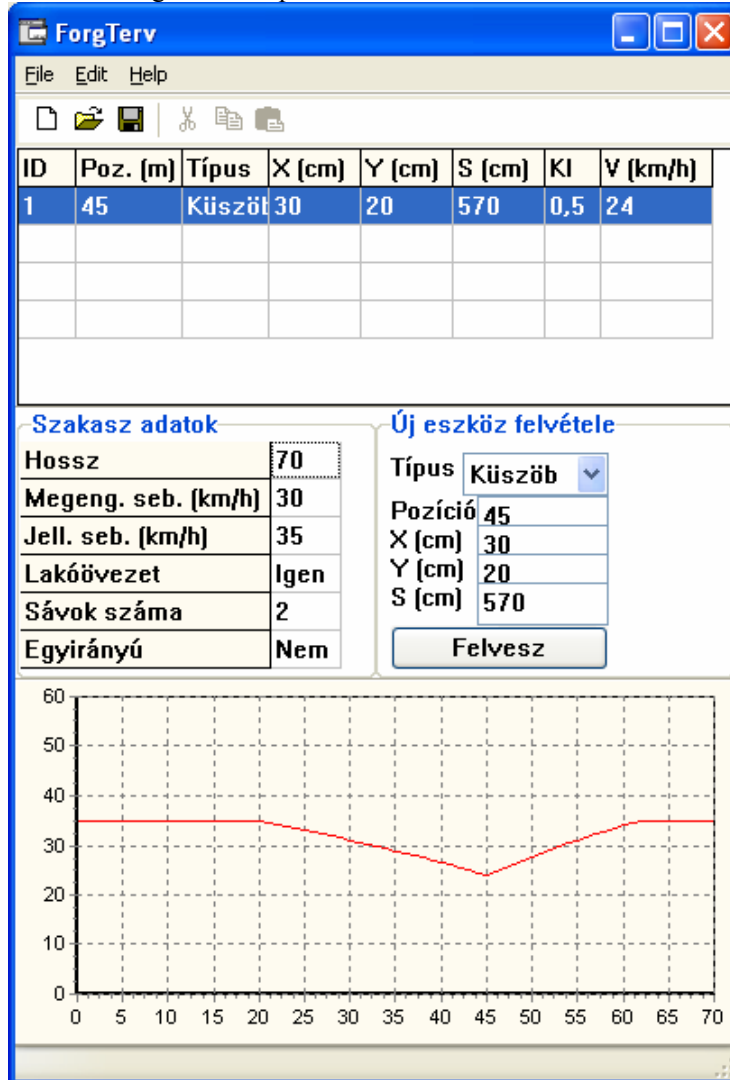 ForgTerv
File Edit Help
ID Poz. (m) Típus X (cm) Y (cm) S (cm) KI V (km/h)
1 45 Küszöb 30 20 570 0,5 24
Szakasz adatok
Hossz 70
Megeng. seb. (km/h) 30
Jell. seb. (km/h) 35
Lakóövezet Igen
Sávok száma 2
Egyirányú Nem
Új eszköz felvétele
Típus Küszöb
Pozíció 45
X (cm) 30
Y (cm) 20
S (cm) 570
Felvesz
60
50
40
30
20
10
0
0 5 10 15 20 25 30 35 40 45 50 55 60 65 70